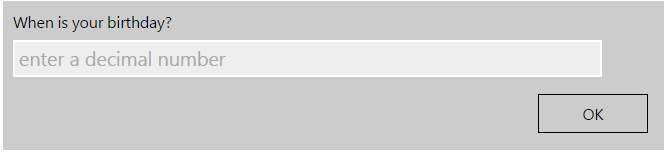 When is your birthday?
enter a decimal number
OK